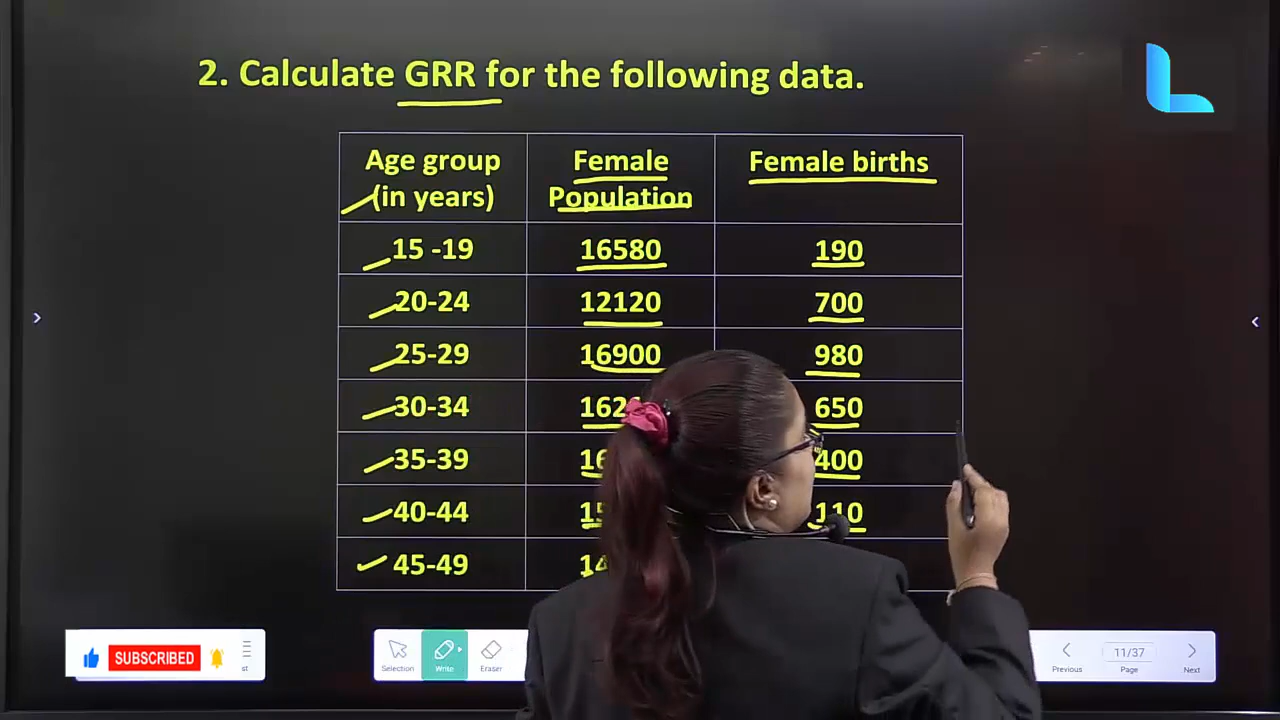 2. Calculate GRR for the following data.
Age group (in years) Female Population Female births
15 -19 16580 190
20-24 12120 700
25-29 16900 980
30-34 650
35-39 400
40-44 110
45-49
SUBSCRIBED
Selection Write Eraser
Previous 11/37 Page Next